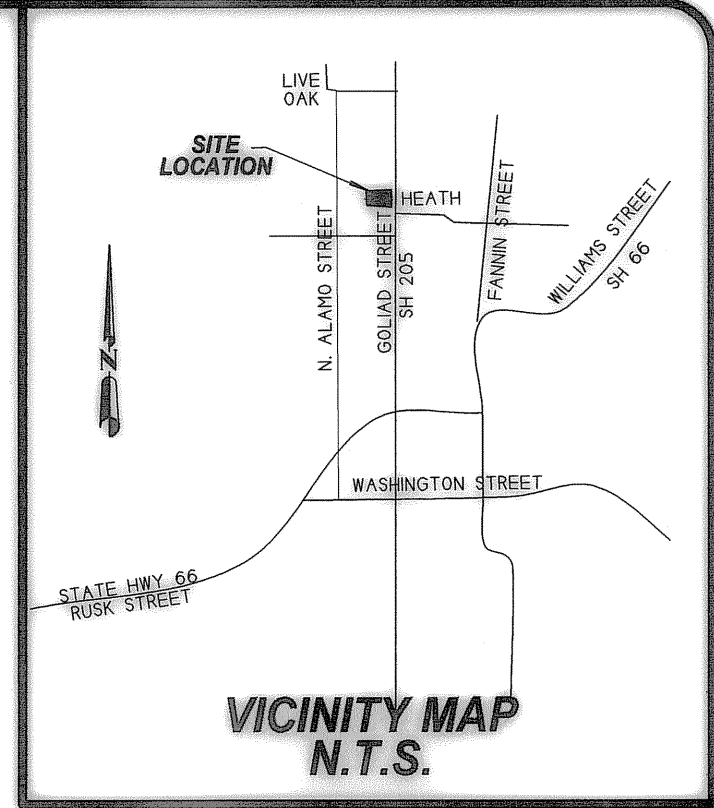 LIVE
OAK
SITE
LOCATION
HEATH
N. ALAMO STREET
GOLIAD STREET
SH 205
FANNIN STREET
WILLIAMS STREET
SH 66
N
WASHINGTON STREET
STATE HWY 66
RUSK STREET
VICINITY MAP
N.T.S.